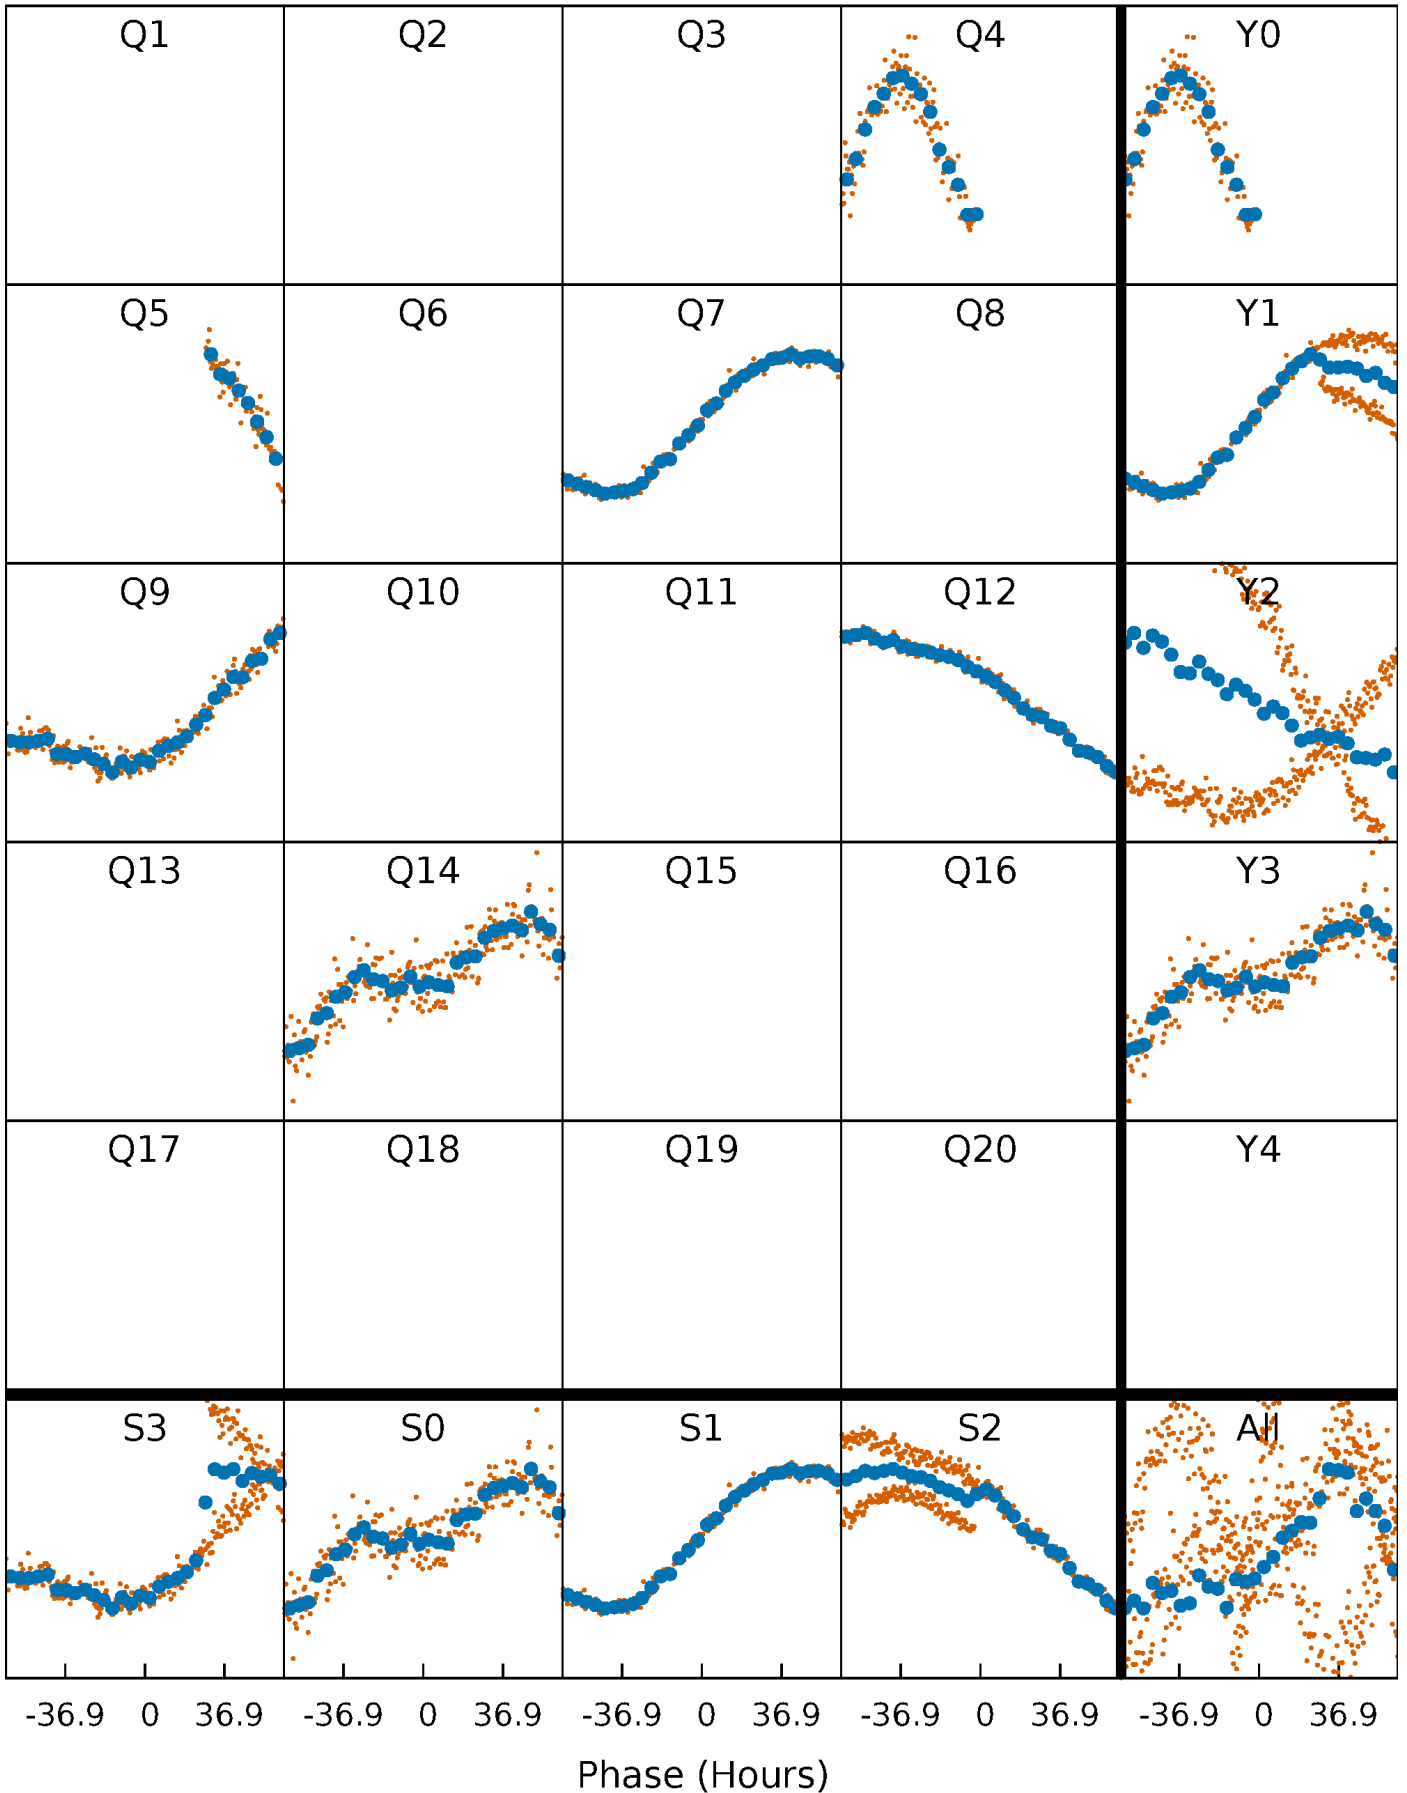 Q1 Q2 Q3 Q4 Y0
Q5 Q6 Q7 Q8 Y1
Q9 Q10 Q11 Q12 Y2
Q13 Q14 Q15 Q16 Y3
Q17 Q18 Q19 Q20 Y4
S3 S0 S1 S2 All
-36.9 0 36.9 -36.9 0 36.9 -36.9 0 36.9 -36.9 0 36.9 -36.9 0 36.9
Phase (Hours)